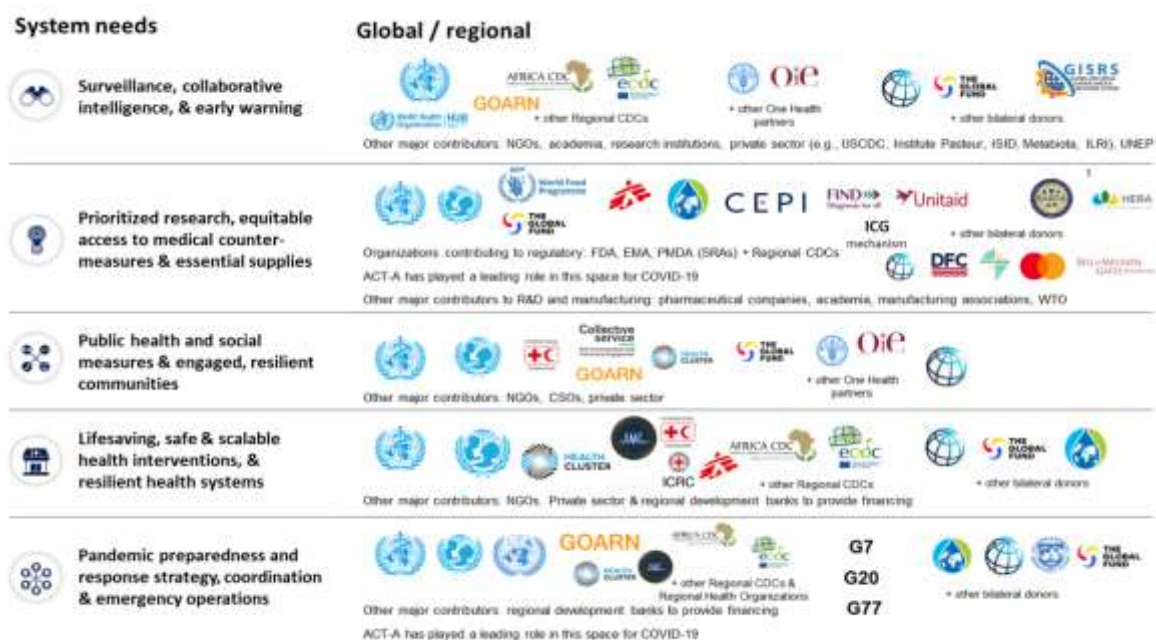 System needs
Global / regional
Surveillance, collaborative
intelligence, & early warning
AFRICA CDC
ecdc
GOARN
World Health
Organization
HUB
+ other Regional CDCs
OiE
+ other One Health
partners
THE
GLOBAL
FUND
GISRS
+ other bilateral donors
Other major contributors: NGOs, academia, research institutions, private sector (e.g., USCDC, Institute Pasteur, ISID, Metabiota, ILRI), UNEP
Prioritized research, equitable
access to medical counter-
measures & essential supplies
WFP
World Food
Programme
THE
GLOBAL
FUND
CEPI
FIND
Diagnosis for all
Unitaid
ICG
mechanism
HERA
+ other bilateral donors
DFC
Organizations contributing to regulatory: FDA, EMA, PMDA (SRAs) + Regional CDCs
ACT-A has played a leading role in this space for COVID-19
Other major contributors to R&D and manufacturing: pharmaceutical companies, academia, manufacturing associations, WTO
Public health and social
measures & engaged, resilient
communities
Collective
service
GOARN
HEALTH
CLUSTER
THE
GLOBAL
FUND
OiE
+ other One Health
partners
Other major contributors: NGOs, CSOs, private sector
Lifesaving, safe & scalable
health interventions, &
resilient health systems
HEALTH
CLUSTER
ICRC
AFRICA CDC
ecdc
+ other Regional CDCs
THE
GLOBAL
FUND
+ other bilateral donors
Other major contributors: NGOs. Private sector & regional development banks to provide financing
Pandemic preparedness and
response strategy, coordination
& emergency operations
GOARN
HEALTH
CLUSTER
AFRICA CDC
ecdc
+ other Regional CDCs &
Regional Health Organizations
G7
G20
G77
THE
GLOBAL
FUND
+ other bilateral donors
Other major contributors: regional development banks to provide financing
ACT-A has played a leading role in this space for COVID-19